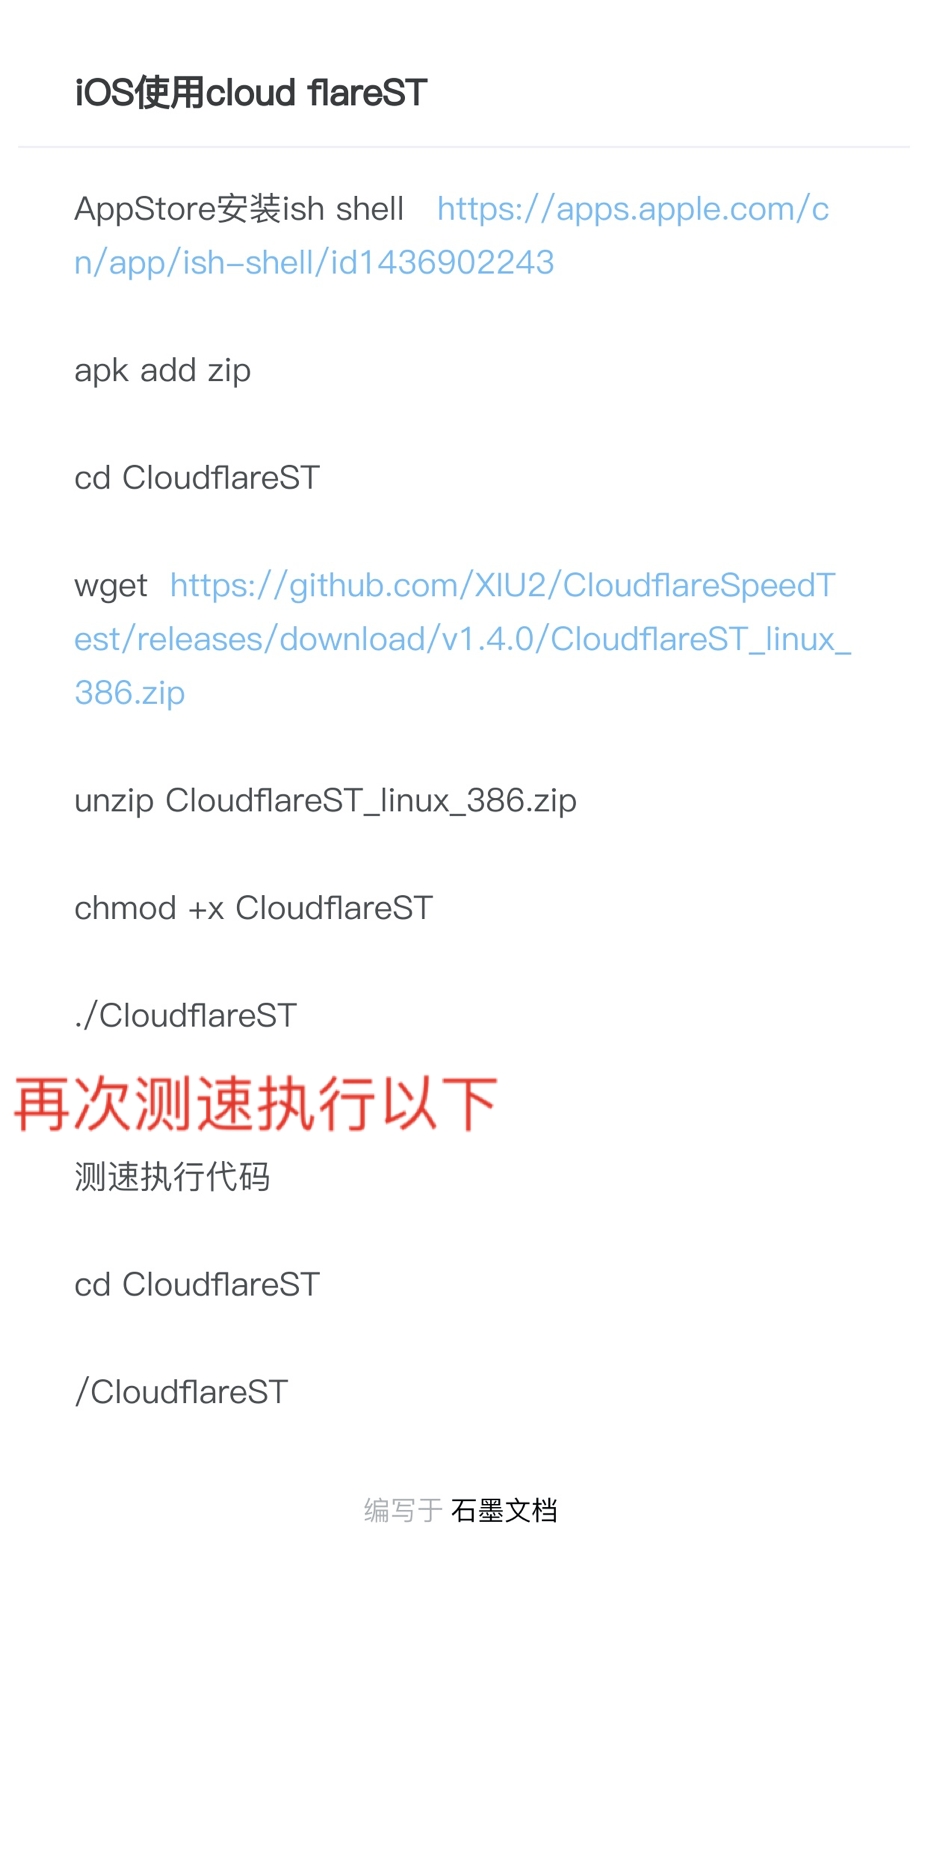 iOS使用cloud flareST
AppStore安装ish shell https://apps.apple.com/c
n/app/ish-shell/id1436902243
apk add zip
cd CloudflareST
wget https://github.com/XIU2/CloudflareSpeedT
est/releases/download/v1.4.0/CloudflareST_linux_
386.zip
unzip CloudflareST_linux_386.zip
chmod +x CloudflareST
./CloudflareST
再次测速执行以下
测速执行代码
cd CloudflareST
/CloudflareST
编写于 石墨文档